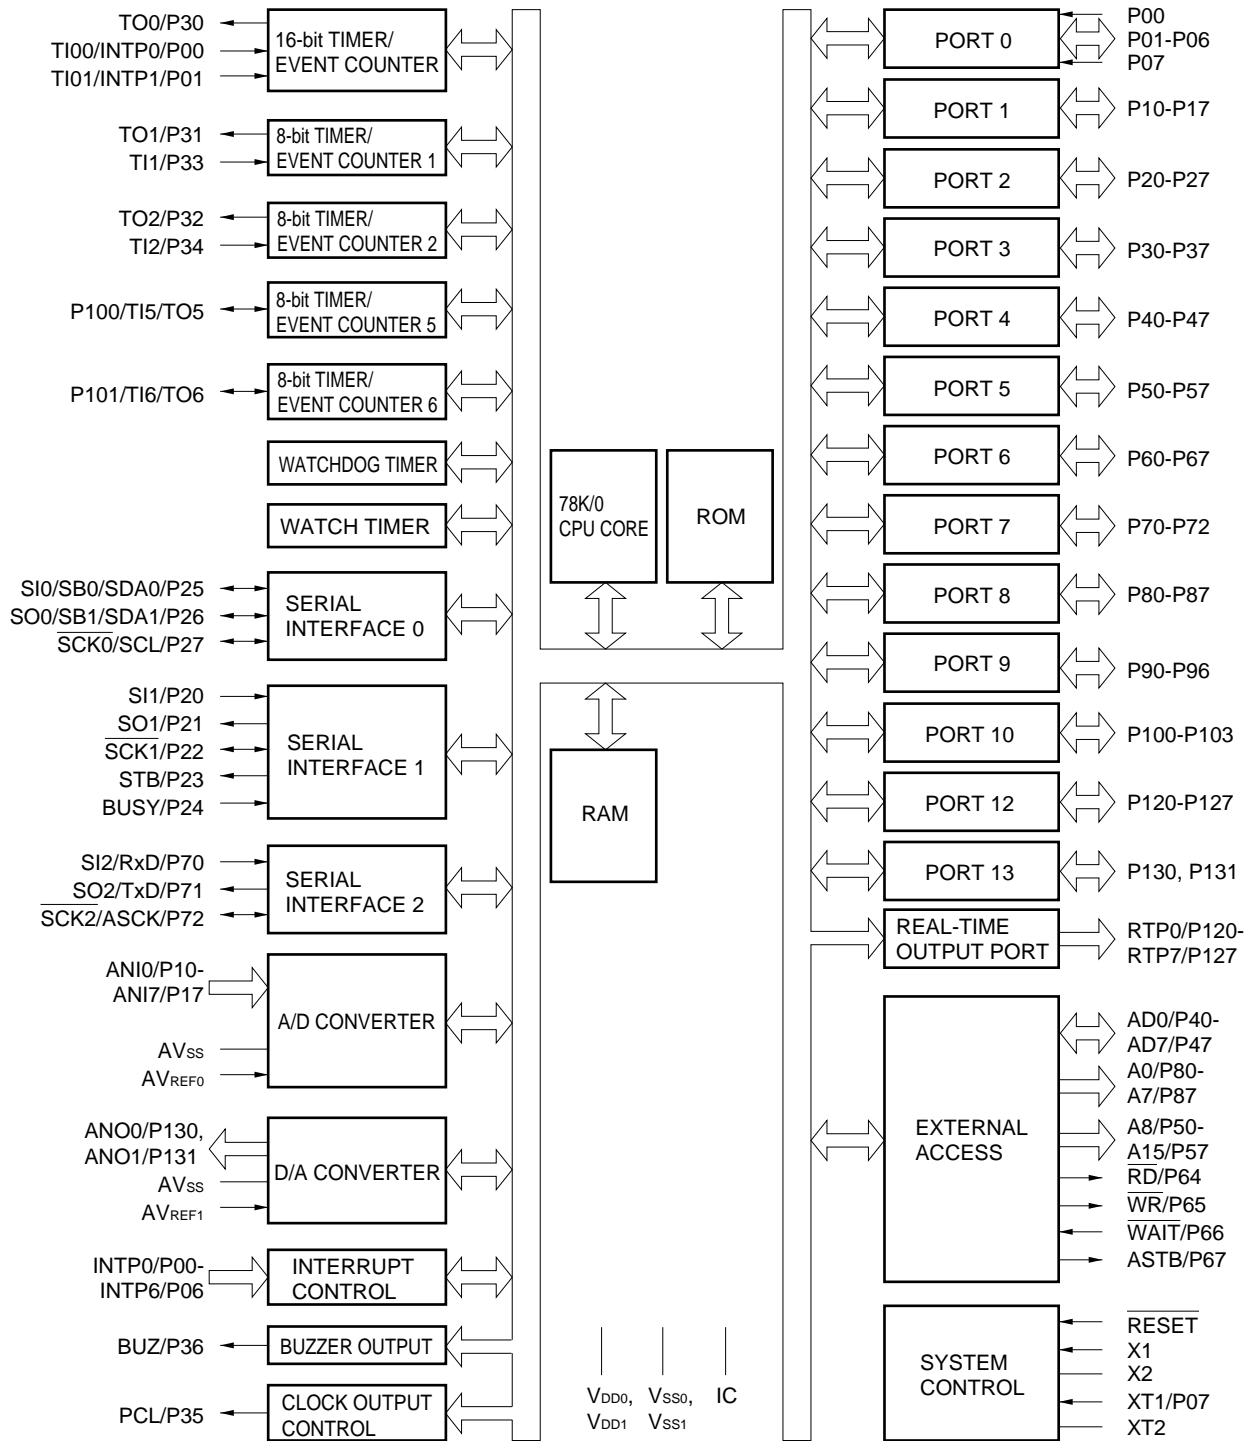 TO0/P30
TI00/INTP0/P00
TI01/INTP1/P01
16-bit TIMER/
EVENT COUNTER
TO1/P31
TI1/P33
8-bit TIMER/
EVENT COUNTER 1
TO2/P32
TI2/P34
8-bit TIMER/
EVENT COUNTER 2
P100/TI5/TO5
8-bit TIMER/
EVENT COUNTER 5
P101/TI6/TO6
8-bit TIMER/
EVENT COUNTER 6
WATCHDOG TIMER
WATCH TIMER
SI0/SB0/SDA0/P25
SO0/SB1/SDA1/P26
SCK0/SCL/P27
SERIAL
INTERFACE 0
SI1/P20
SO1/P21
SCK1/P22
STB/P23
BUSY/P24
SERIAL
INTERFACE 1
SI2/RxD/P70
SO2/TxD/P71
SCK2/ASCK/P72
SERIAL
INTERFACE 2
ANI0/P10-
ANI7/P17
AVSS
AVREF0
A/D CONVERTER
ANO0/P130,
ANO1/P131
AVSS
AVREF1
D/A CONVERTER
INTP0/P00-
INTP6/P06
INTERRUPT
CONTROL
BUZ/P36
BUZZER OUTPUT
PCL/P35
CLOCK OUTPUT
CONTROL
78K/0
CPU CORE
ROM
RAM
VDD0,
VDD1
VSS0,
VSS1
IC
PORT 0
P00
P01-P06
P07
PORT 1
P10-P17
PORT 2
P20-P27
PORT 3
P30-P37
PORT 4
P40-P47
PORT 5
P50-P57
PORT 6
P60-P67
PORT 7
P70-P72
PORT 8
P80-P87
PORT 9
P90-P96
PORT 10
P100-P103
PORT 12
P120-P127
PORT 13
P130, P131
REAL-TIME
OUTPUT PORT
RTP0/P120-
RTP7/P127
EXTERNAL
ACCESS
AD0/P40-
AD7/P47
A0/P80-
A7/P87
A8/P50-
A15/P57
RD/P64
WR/P65
WAIT/P66
ASTB/P67
SYSTEM
CONTROL
RESET
X1
X2
XT1/P07
XT2